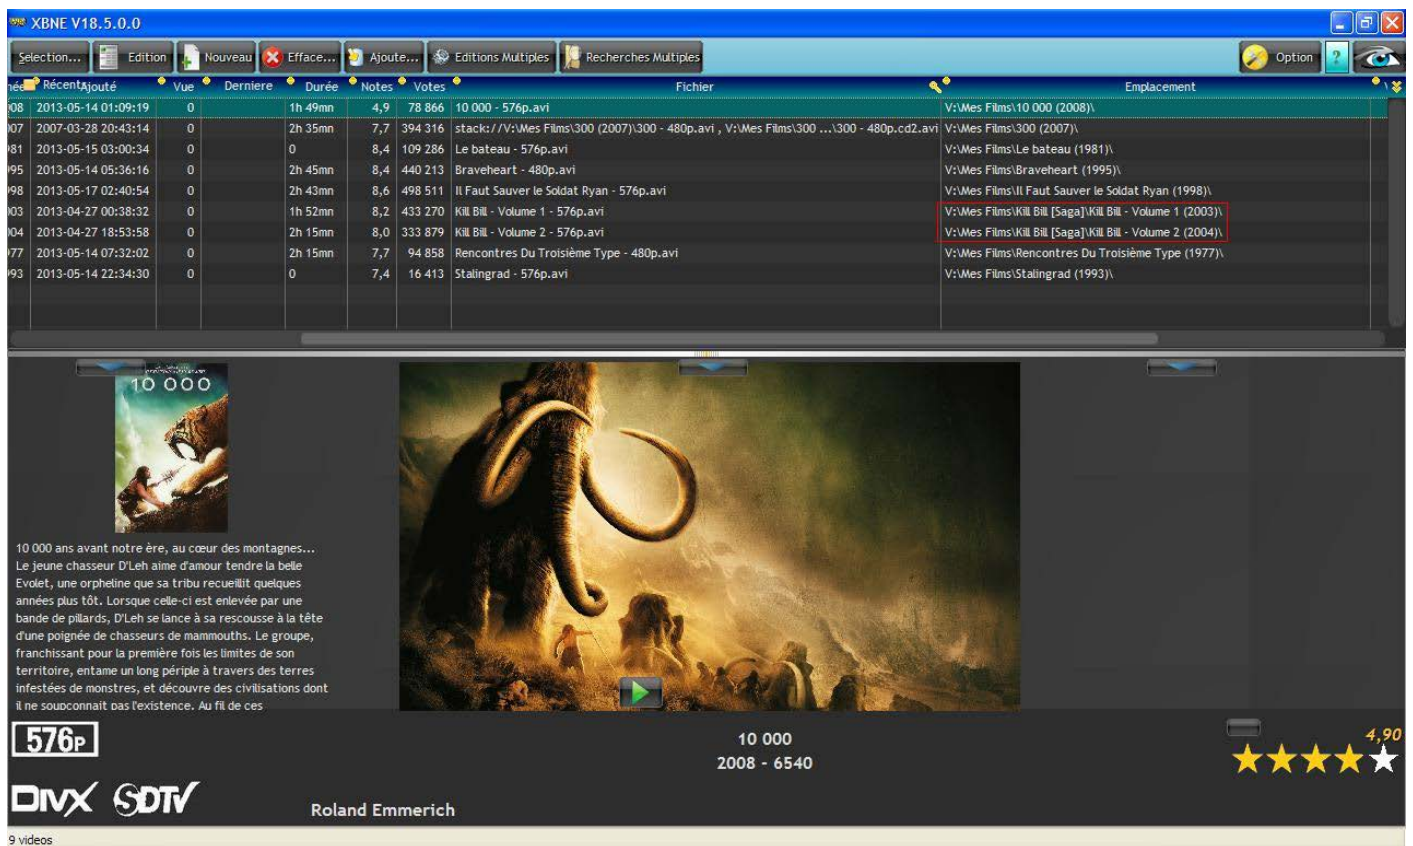 XBNE V18.5.0.0
Selection... Edition Nouveau Efface... Ajoute... Editions Multiples Recherches Multiples Option ?
née Récent Ajouté Vue Derniere Durée Notes Votes Fichier Emplacement
08 2013-05-14 01:09:19 0 1h 49mn 4,9 78 866 10 000 - 576p.avi V:\Mes Films\10 000 (2008)\
07 2007-03-28 20:43:14 0 2h 35mn 7,7 394 316 stack://V:\Mes Films\300 (2007)\300 - 480p.avi , V:\Mes Films\300 ...\300 - 480p.cd2.avi V:\Mes Films\300 (2007)\
81 2013-05-15 03:00:34 0 0 8,4 109 286 Le bateau - 576p.avi V:\Mes Films\Le bateau (1981)\
95 2013-05-14 05:36:16 0 2h 45mn 8,4 440 213 Braveheart - 480p.avi V:\Mes Films\Braveheart (1995)\
98 2013-05-17 02:40:54 0 2h 43mn 8,6 498 511 Il Faut Sauver le Soldat Ryan - 576p.avi V:\Mes Films\Il Faut Sauver le Soldat Ryan (1998)\
03 2013-04-27 00:38:32 0 1h 52mn 8,2 433 270 Kill Bill - Volume 1 - 576p.avi V:\Mes Films\Kill Bill [Saga]\Kill Bill - Volume 1 (2003)\
04 2013-04-27 18:53:58 0 2h 15mn 8,0 333 879 Kill Bill - Volume 2 - 576p.avi V:\Mes Films\Kill Bill [Saga]\Kill Bill - Volume 2 (2004)\
77 2013-05-14 07:32:02 0 2h 15mn 7,7 94 858 Rencontres Du Troisième Type - 480p.avi V:\Mes Films\Rencontres Du Troisième Type (1977)\
93 2013-05-14 22:34:30 0 0 7,4 16 413 Stalingrad - 576p.avi V:\Mes Films\Stalingrad (1993)\
10 000
10 000 ans avant notre ère, au cœur des montagnes...
Le jeune chasseur D'Leh aime d'amour tendre la belle
Evolet, une orpheline que sa tribu recueillit quelques
années plus tôt. Lorsque celle-ci est enlevée par une
bande de pillards, D'Leh se lance à sa rescousse à la tête
d'une poignée de chasseurs de mammouths. Le groupe,
franchissant pour la première fois les limites de son
territoire, entame un long périple à travers des terres
infestées de monstres, et découvre des civilisations dont
il ne soupconnait pas l'existence. Au fil de ces
576P
10 000
4,90
2008 - 6540
DIVX SDTV
Roland Emmerich
9 videos